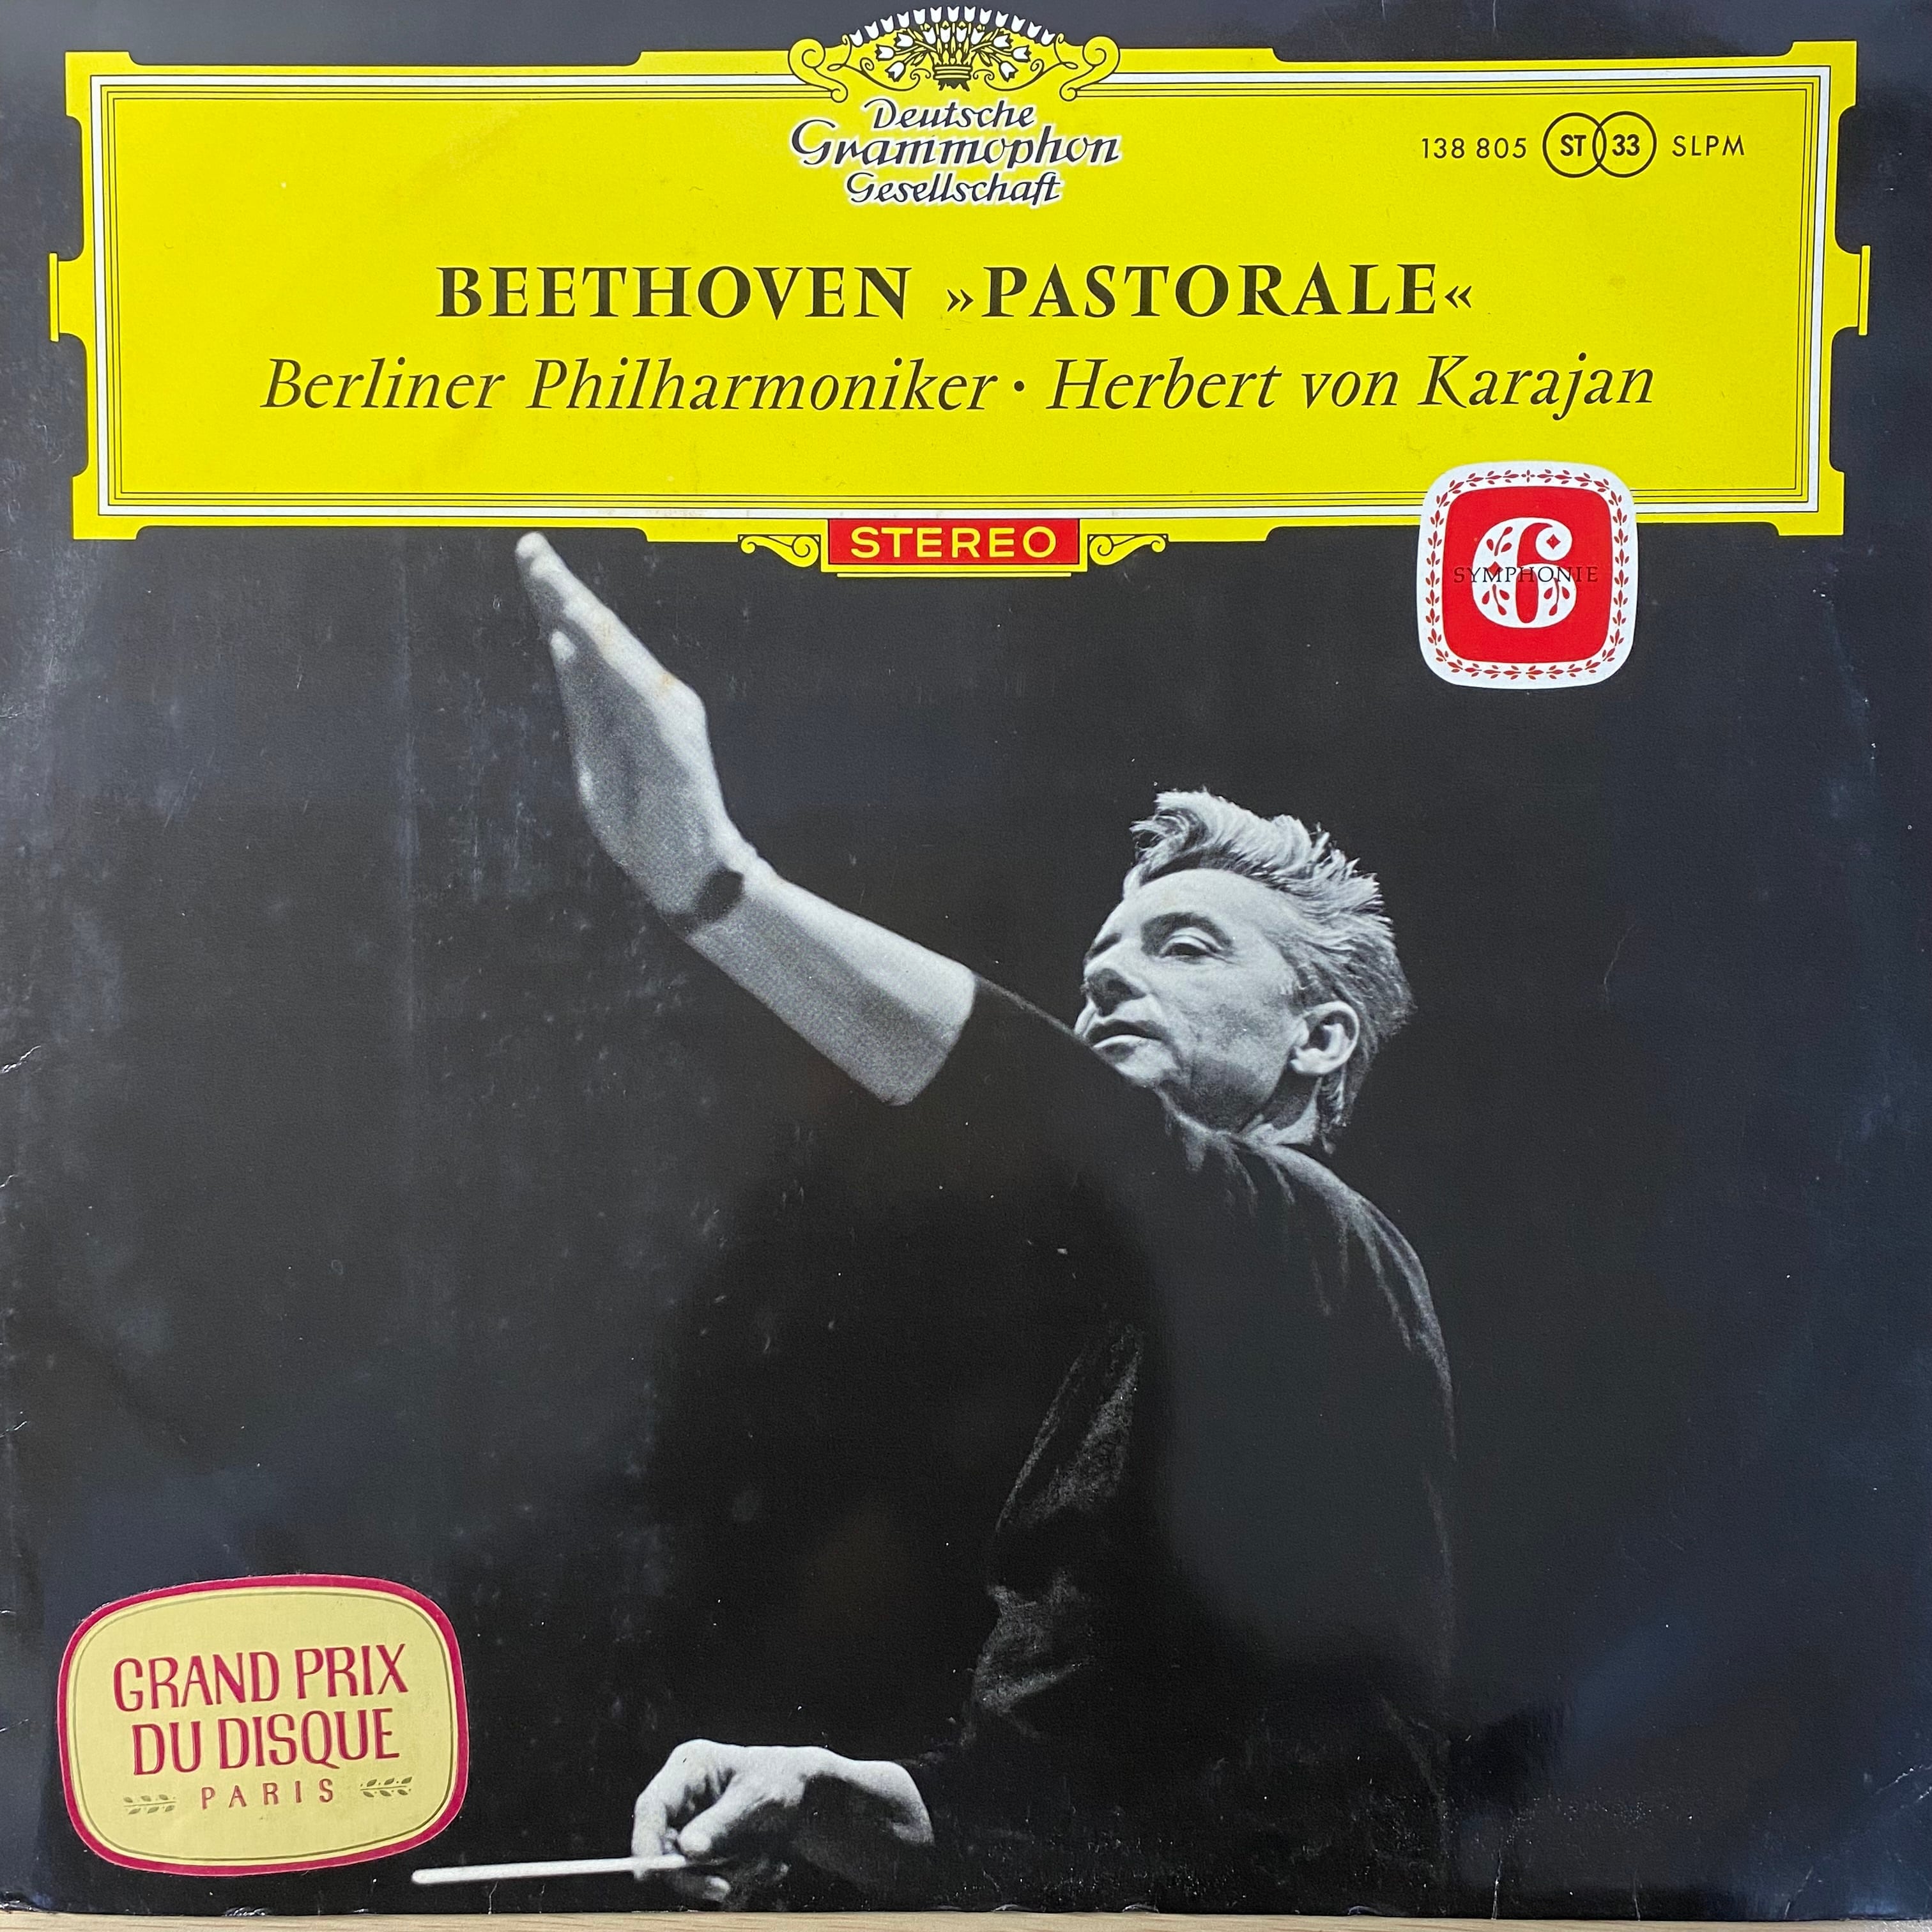 Deutsche
Grammophon
Gesellschaft
138 805 ST 33 SLPM
BEETHOVEN »PASTORALE«
Berliner Philharmoniker · Herbert von Karajan
STEREO
6
SYMPHONIE
GRAND PRIX
DU DISQUE
PARIS